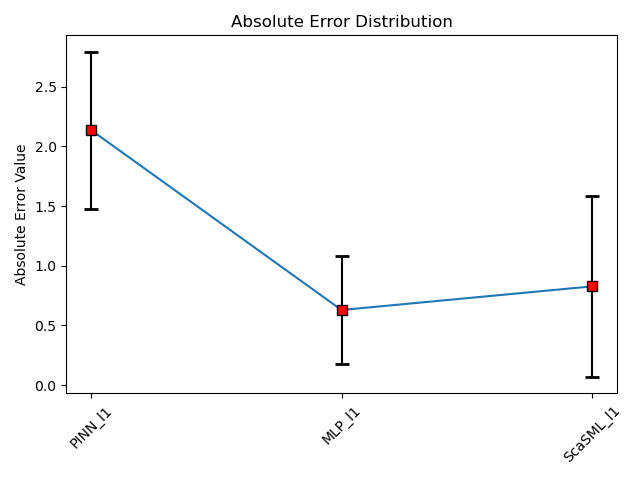 Absolute Error Distribution
Absolute Error Value
2.5
2.0
1.5
1.0
0.5
0.0
PINN_l1
MLP_l1
ScaSML_l1